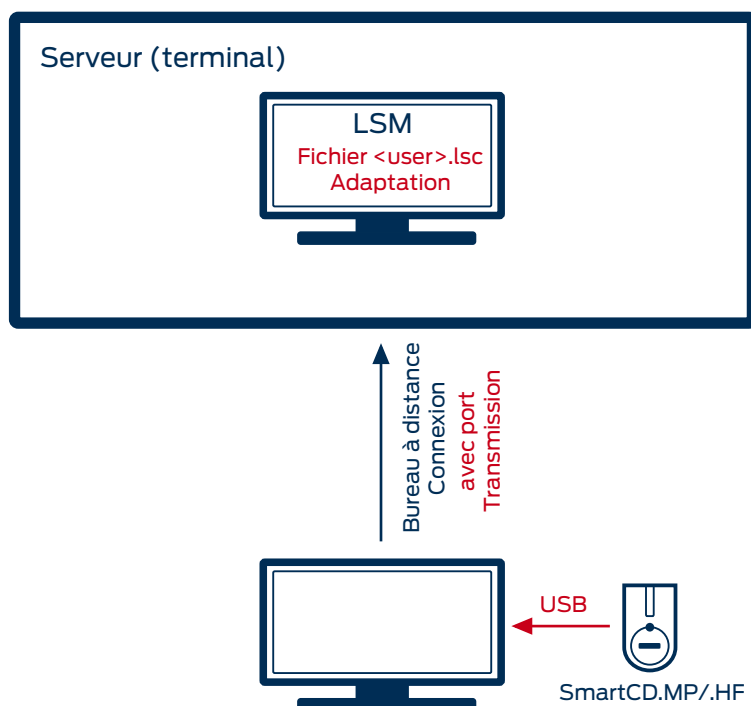 Serveur (terminal)
LSM
Fichier <user>.lsc
Adaptation
Bureau à distance
Connexion
avec port
Transmission
USB
SmartCD.MP/.HF